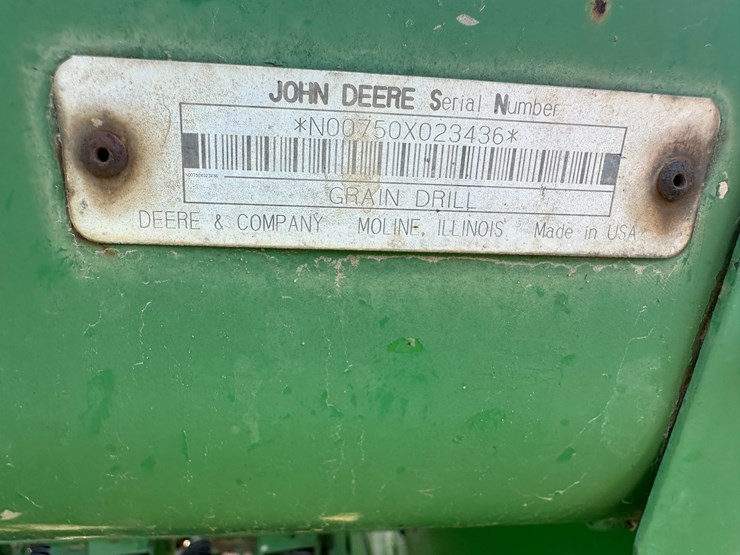 JOHN DEERE Serial Number
*N00750X023436*
GRAIN DRILL
DEERE & COMPANY MOLINE, ILLINOIS Made in USA